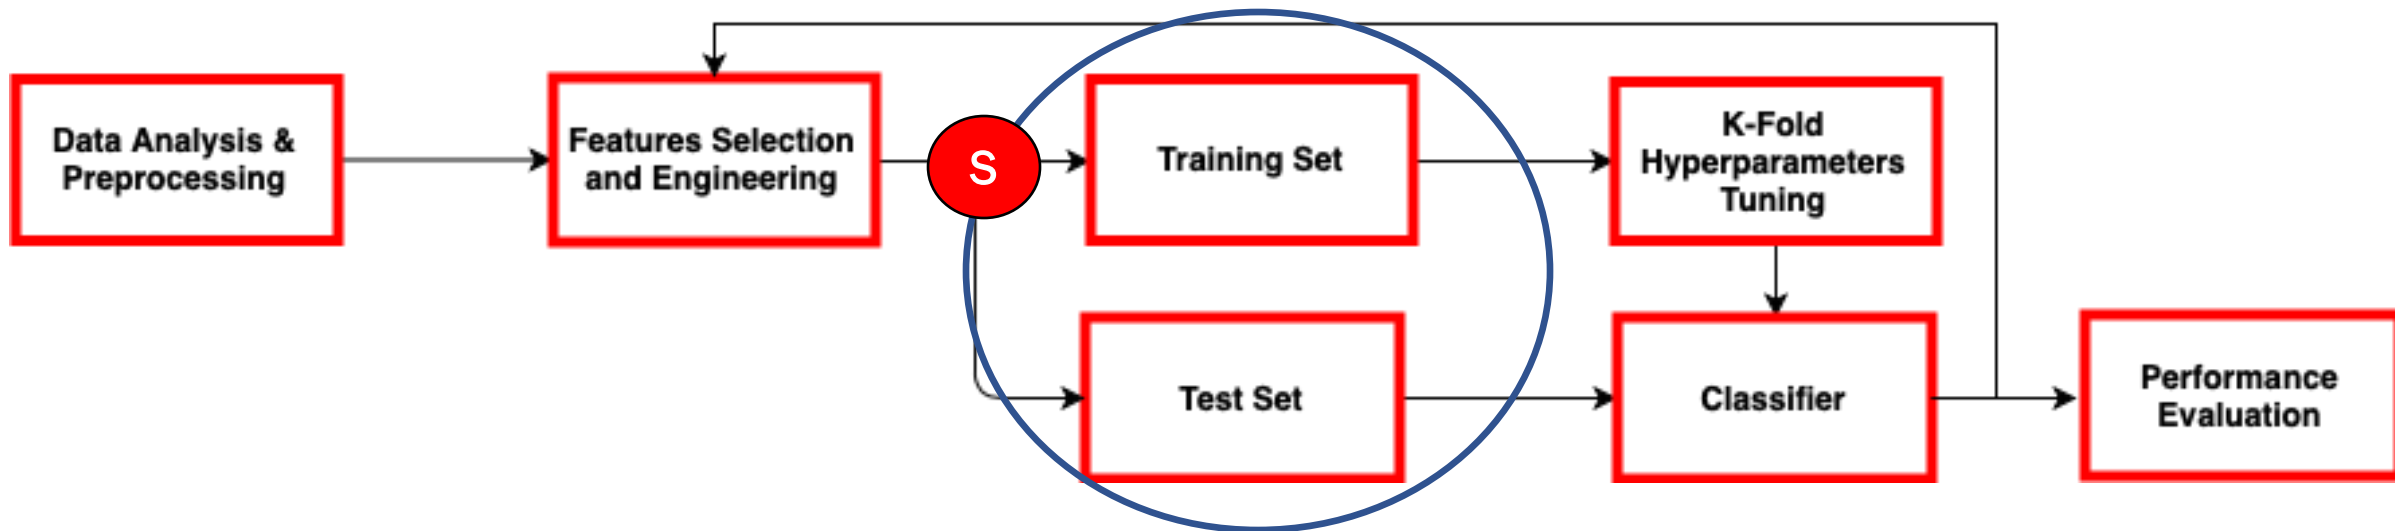 Data Analysis &
Preprocessing
Features Selection
and Engineering
S
Training Set
K-Fold
Hyperparameters
Tuning
Test Set
Classifier
Performance
Evaluation